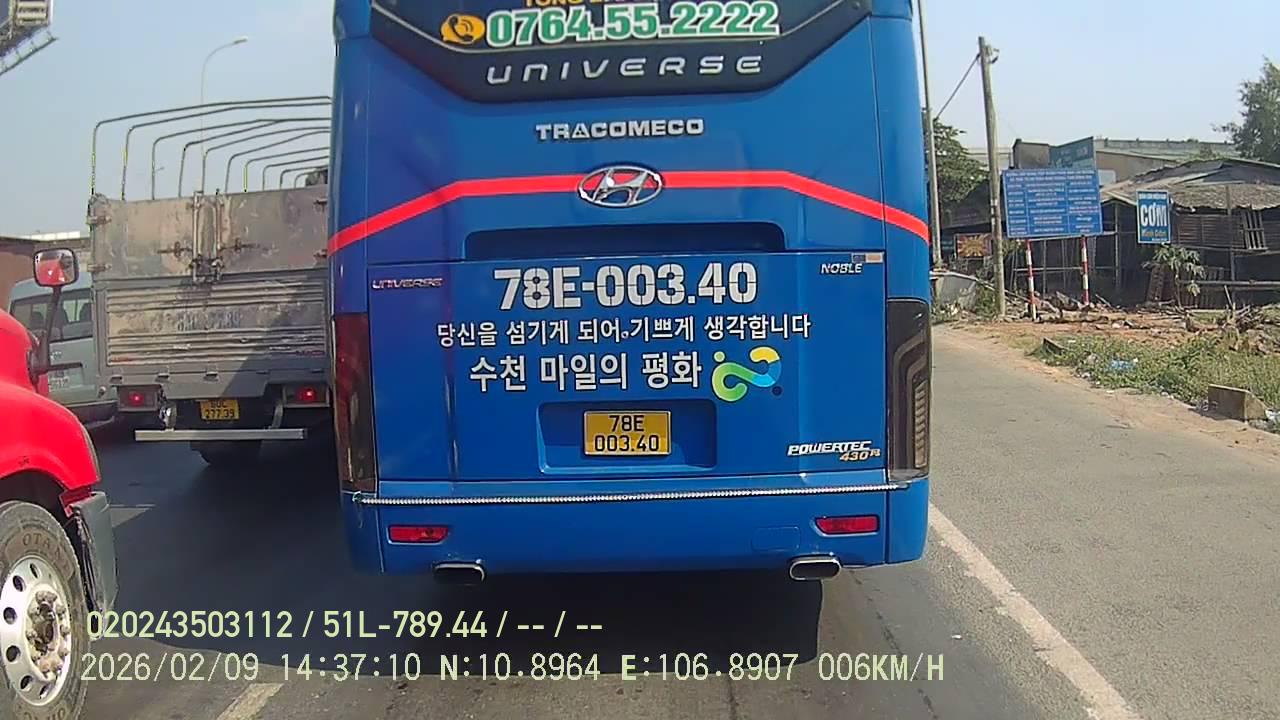 0764.55.2222
UNIVERSE
TRACOMECO
UNIVERSE
NOBLE
78E-003.40
당신을 섬기게 되어, 기쁘게 생각합니다
수천 마일의 평화
78E
003.40
POWERTEC
430PS
CƠM
277.39
020243503112 / 51L-789.44 / -- / --
2026/02/09 14:37:10 N:10.8964 E:106.8907 006KM/H